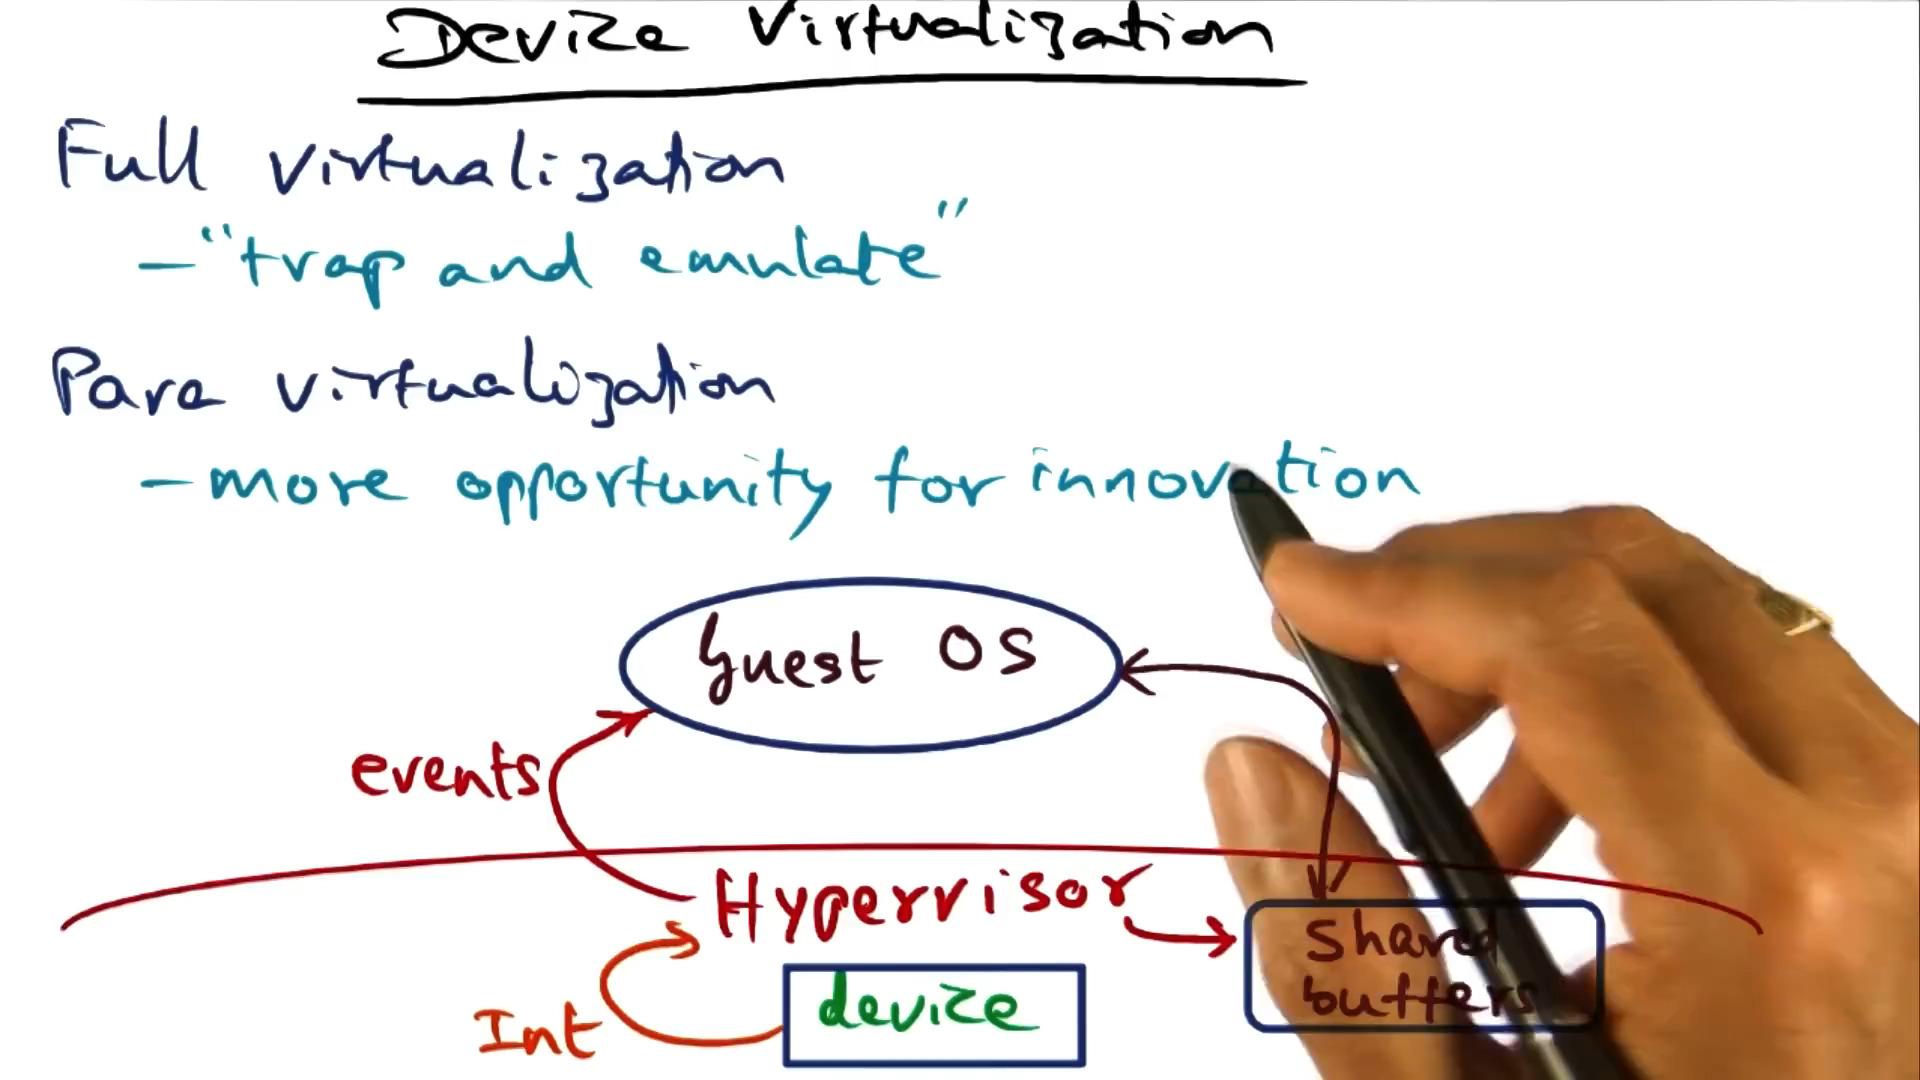 Device Virtualization
Full virtualization
- "trap and emulate"
Para virtualization
- more opportunity for innovation
Guest OS
events
Hypervisor
Shared
buffers
device
Int